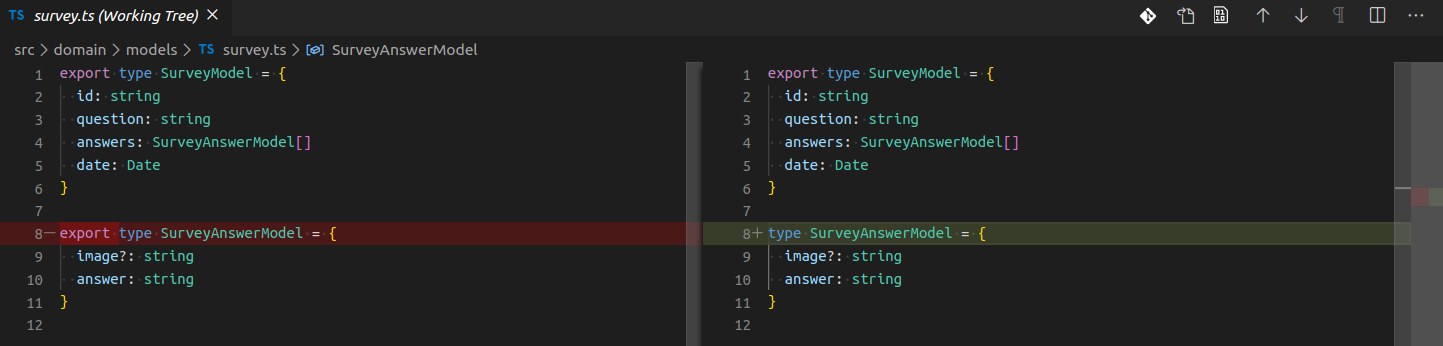 TS survey.ts (Working Tree)
src > domain > models > TS survey.ts > SurveyAnswerModel
1 export type SurveyModel = {
2 id: string
3 question: string
4 answers: SurveyAnswerModel[]
5 date: Date
6 }
7
8− export type SurveyAnswerModel = {
9 image?: string
10 answer: string
11 }
12
1 export type SurveyModel = {
2 id: string
3 question: string
4 answers: SurveyAnswerModel[]
5 date: Date
6 }
7
8+ type SurveyAnswerModel = {
9 image?: string
10 answer: string
11 }
12